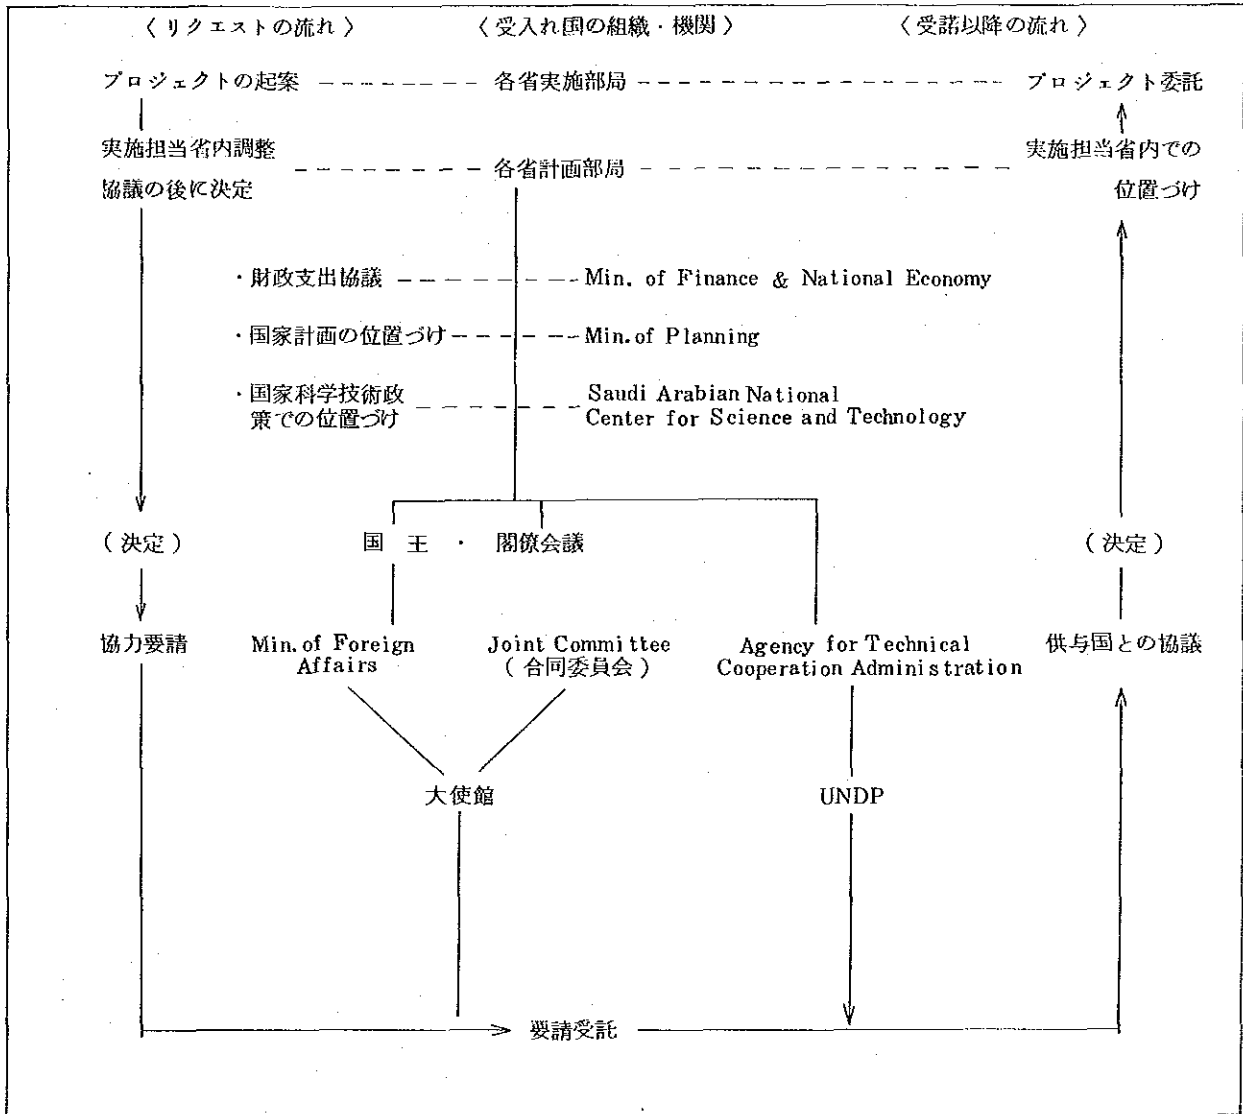 〈 リクエストの流れ 〉 〈 受入れ国の組織・機関 〉 〈 受諾以降の流れ 〉
プロジェクトの起案 各省実施部局 プロジェクト委託
実施担当省内調整
協議の後に決定
各省計画部局
実施担当省内での
位置づけ
・財政支出協議 Min. of Finance & National Economy
・国家計画の位置づけ Min. of Planning
・国家科学技術政
策での位置づけ
Saudi Arabian National
Center for Science and Technology
(決定) 国 王 ・ 閣僚会議 (決定)
協力要請
Min. of Foreign
Affairs
Joint Committee
(合同委員会)
Agency for Technical
Cooperation Administration
供与国との協議
大使館 UNDP
要請受託